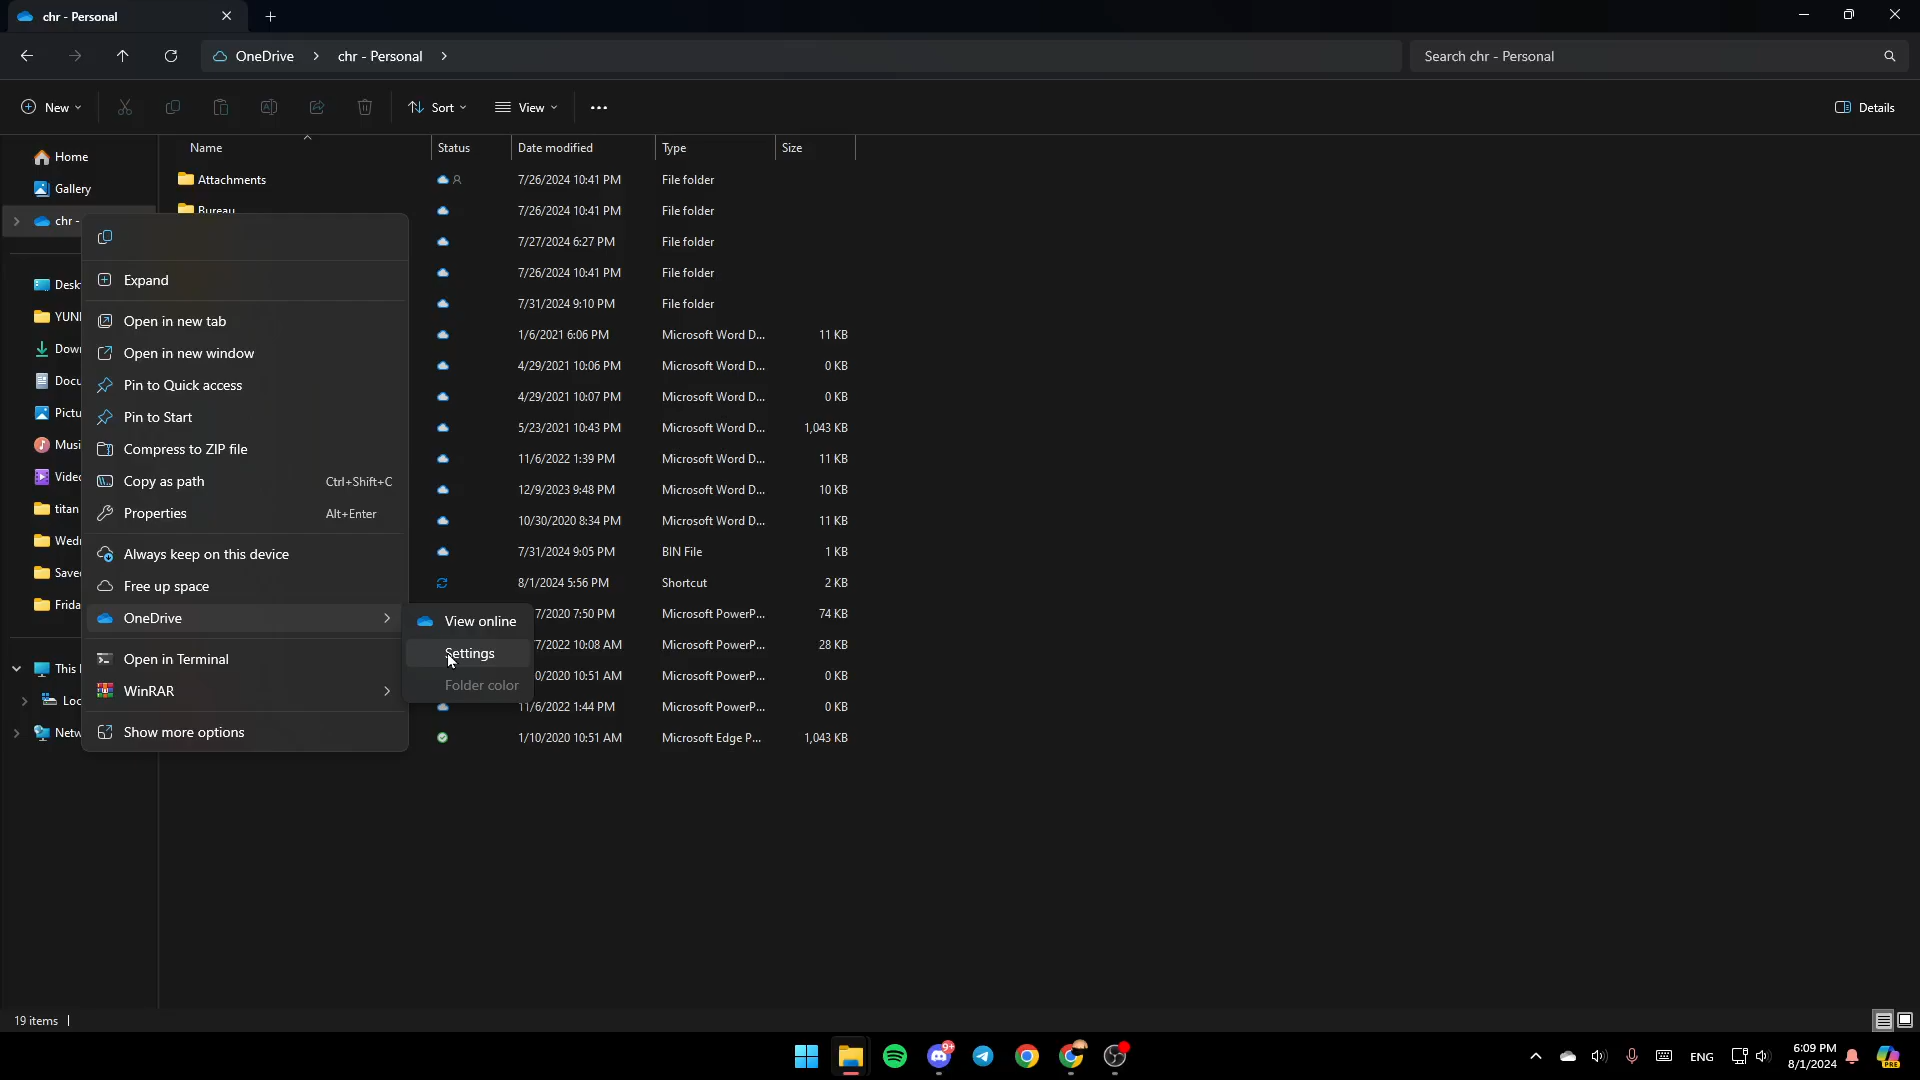 chr - Personal
OneDrive > chr - Personal >
Search chr - Personal
New
Sort
View
Details
Name
Status
Date modified
Type
Size
Home
Gallery
chr -
Attachments
7/26/2024 10:41 PM File folder
Bureau
7/26/2024 10:41 PM File folder
7/27/2024 6:27 PM File folder
7/26/2024 10:41 PM File folder
7/31/2024 9:10 PM File folder
1/6/2021 6:06 PM Microsoft Word D... 11 KB
4/29/2021 10:06 PM Microsoft Word D... 0 KB
4/29/2021 10:07 PM Microsoft Word D... 0 KB
5/23/2021 10:43 PM Microsoft Word D... 1,043 KB
11/6/2022 1:39 PM Microsoft Word D... 11 KB
12/9/2023 9:48 PM Microsoft Word D... 10 KB
10/30/2020 8:34 PM Microsoft Word D... 11 KB
7/31/2024 9:05 PM BIN File 1 KB
8/1/2024 5:56 PM Shortcut 2 KB
7/2020 7:50 PM Microsoft PowerP... 74 KB
7/2022 10:08 AM Microsoft PowerP... 28 KB
0/2020 10:51 AM Microsoft PowerP... 0 KB
11/6/2022 1:44 PM Microsoft PowerP... 0 KB
1/10/2020 10:51 AM Microsoft Edge P... 1,043 KB
Desk
YUN
Dow
Docu
Pictu
Musi
Vide
titan
Wed
Save
Frida
This
Loc
Netw
Expand
Open in new tab
Open in new window
Pin to Quick access
Pin to Start
Compress to ZIP file
Copy as path Ctrl+Shift+C
Properties Alt+Enter
Always keep on this device
Free up space
OneDrive
Open in Terminal
WinRAR
Show more options
View online
Settings
Folder color
19 items
9+
ENG
6:09 PM
8/1/2024
PRE